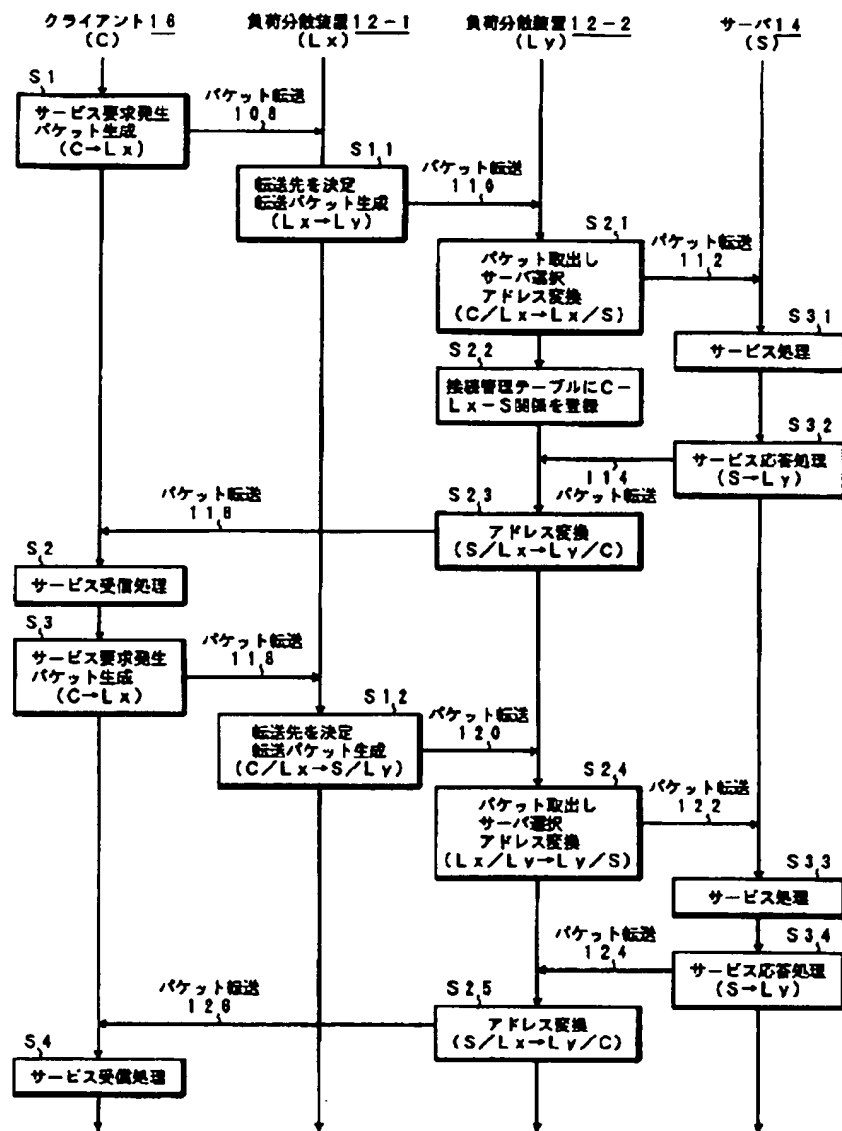 クライアント16
(C)
負荷分散装置12-1
(Lx)
負荷分散装置12-2
(Ly)
サーバ14
(S)
S1
サービス要求発生
パケット生成
(C→Lx)
パケット転送
108
S11
転送先を決定
転送パケット生成
(Lx→Ly)
パケット転送
110
S21
パケット取出し
サーバ選択
アドレス変換
(C/Lx→Lx/S)
パケット転送
112
S31
サービス処理
S22
接続管理テーブルにC-
Lx-S関係を登録
S32
サービス応答処理
(S→Ly)
114
パケット転送
S23
アドレス変換
(S/Lx→Ly/C)
パケット転送
116
S2
サービス受信処理
S3
サービス要求発生
パケット生成
(C→Lx)
パケット転送
118
S12
転送先を決定
転送パケット生成
(C/Lx→S/Ly)
パケット転送
120
S24
パケット取出し
サーバ選択
アドレス変換
(Lx/Ly→Ly/S)
パケット転送
122
S33
サービス処理
S34
サービス応答処理
(S→Ly)
パケット転送
124
S25
アドレス変換
(S/Lx→Ly/C)
パケット転送
126
S4
サービス受信処理